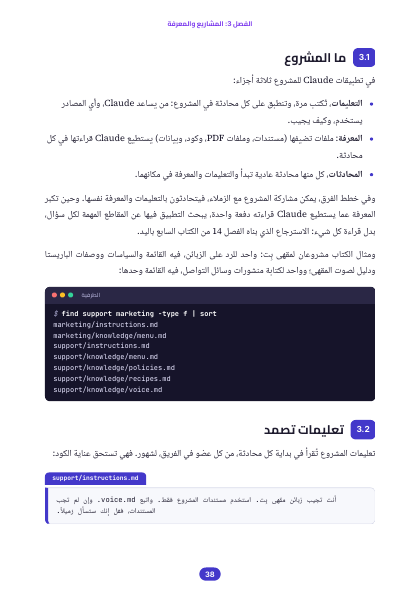 الفصل 3: المشاريع والمعرفة
3.1 ما المشروع
في تطبيقات Claude للمشروع ثلاثة أجزاء:
• التعليمات، تُكتب مرة، وتنطبق على كل محادثة في المشروع: من يساعد Claude، وأي المصادر
يستخدم، وكيف يجيب.
• المعرفة: ملفات تضيفها (مستندات، وملفات PDF، وكود، وبيانات) يستطيع Claude قراءتها في كل
محادثة.
• المحادثات، كل منها محادثة عادية تبدأ والتعليمات والمعرفة في مكانهما.
وفي خطط الفرق، يمكن مشاركة المشروع مع الزملاء، فيتحادثون بالتعليمات والمعرفة نفسها. وحين تكبر
المعرفة عما يستطيع Claude قراءته دفعة واحدة، يبحث التطبيق فيها عن المقاطع المهمة لكل سؤال،
بدل قراءة كل شيء: الاسترجاع الذي بناه الفصل 14 من الكتاب السابع باليد.
ومثال الكتاب مشروعان لمقهى بِت: واحد للرد على الزبائن، فيه القائمة والسياسات ووصفات الباريستا
ودليل لصوت المقهى؛ وواحد لكتابة منشورات وسائل التواصل، فيه القائمة وحدها:
الطرفية
$ find support marketing -type f | sort
marketing/instructions.md
marketing/knowledge/menu.md
support/instructions.md
support/knowledge/menu.md
support/knowledge/policies.md
support/knowledge/recipes.md
support/knowledge/voice.md
3.2 تعليمات تصمد
تعليمات المشروع تُقرأ في بداية كل محادثة، من كل عضو في الفريق، لشهور. فهي تستحق عناية الكود:
support/instructions.md
أنت تجيب زبائن مقهى بِت. استخدم مستندات المشروع فقط. واتبع voice.md. وإن لم تجب
المستندات، فقل إنك ستسأل زميلاً.
38